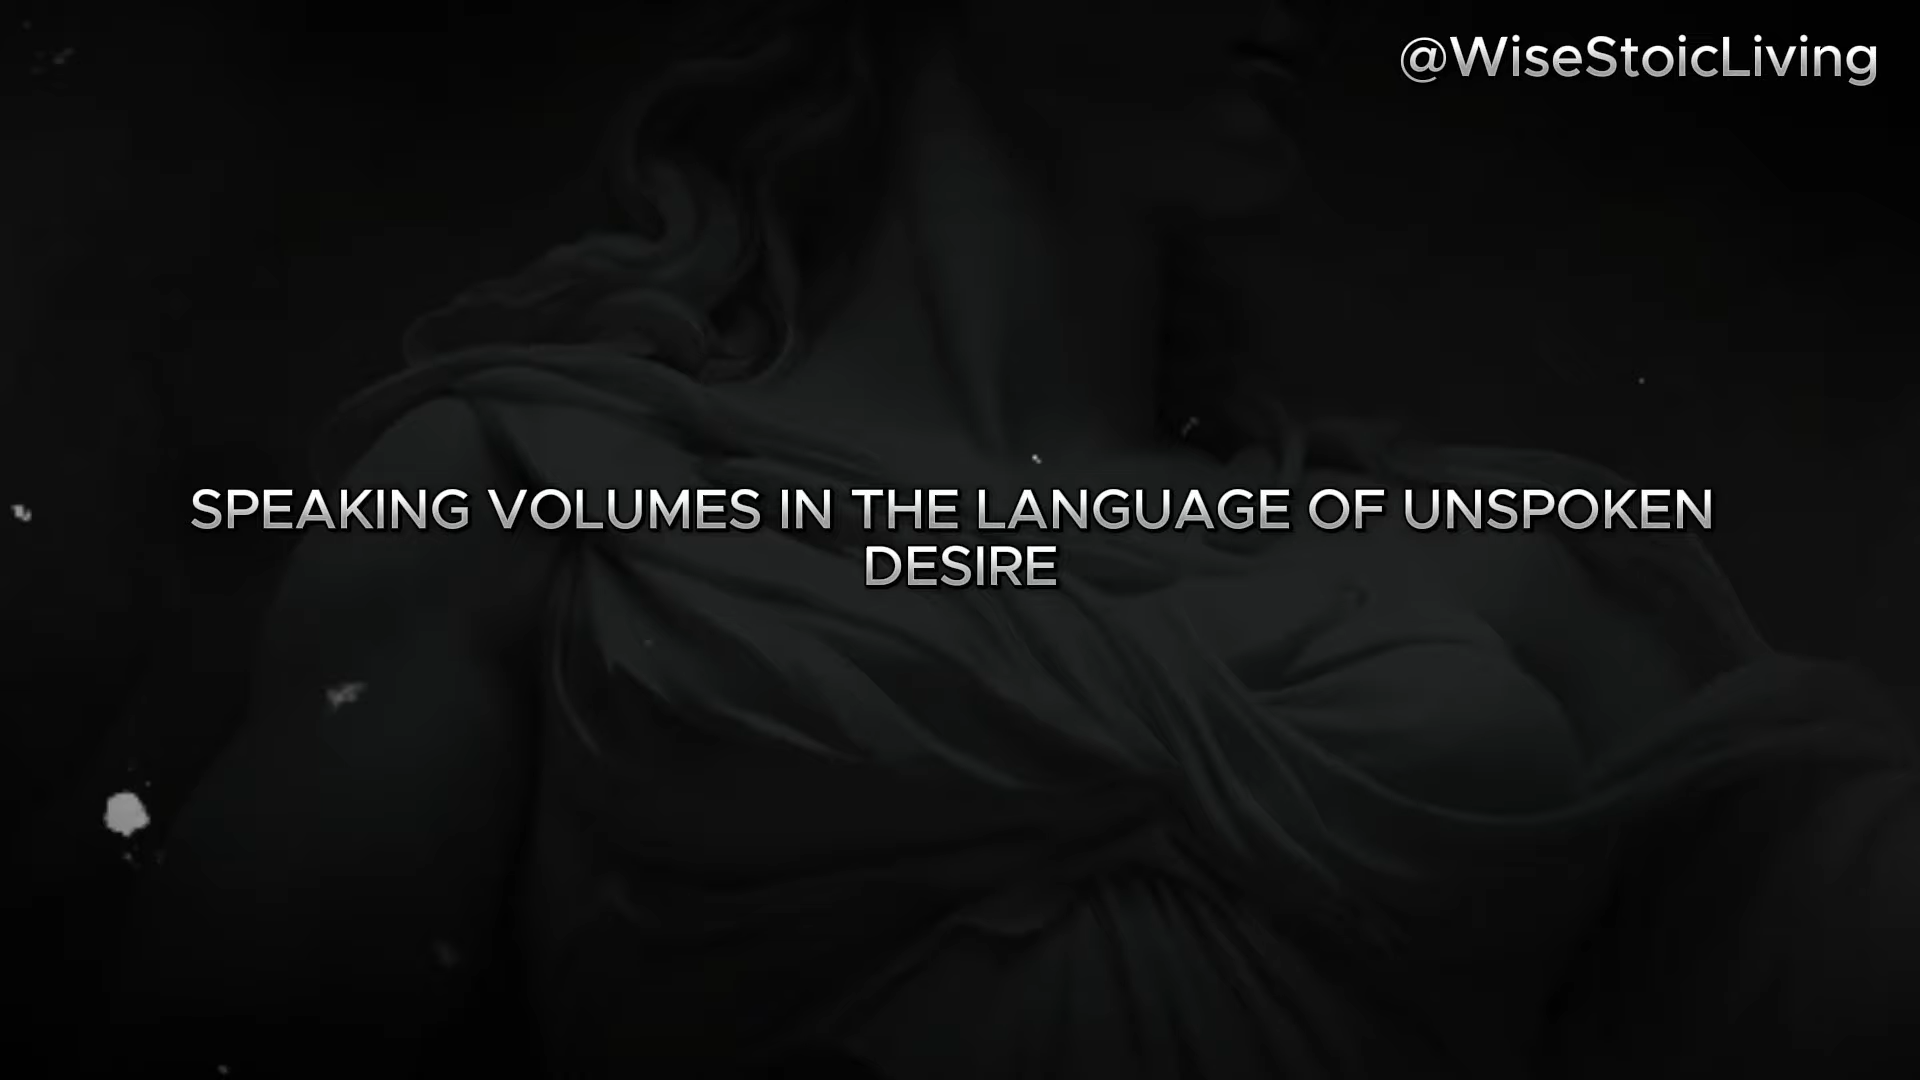 @WiseStoicLiving
SPEAKING VOLUMES IN THE LANGUAGE OF UNSPOKEN
DESIRE